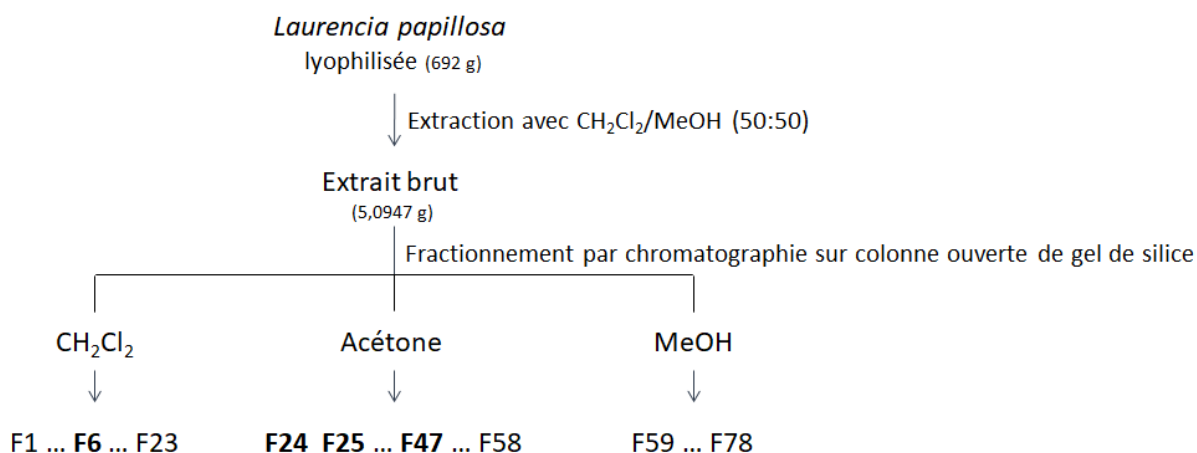 Laurencia papillosa
lyophilisée (692 g)
Extraction avec CH₂Cl₂/MeOH (50:50)
Extrait brut
(5,0947 g)
Fractionnement par chromatographie sur colonne ouverte de gel de silice
CH₂Cl₂ Acétone MeOH
F1 ... F6 ... F23 F24 F25 ... F47 ... F58 F59 ... F78